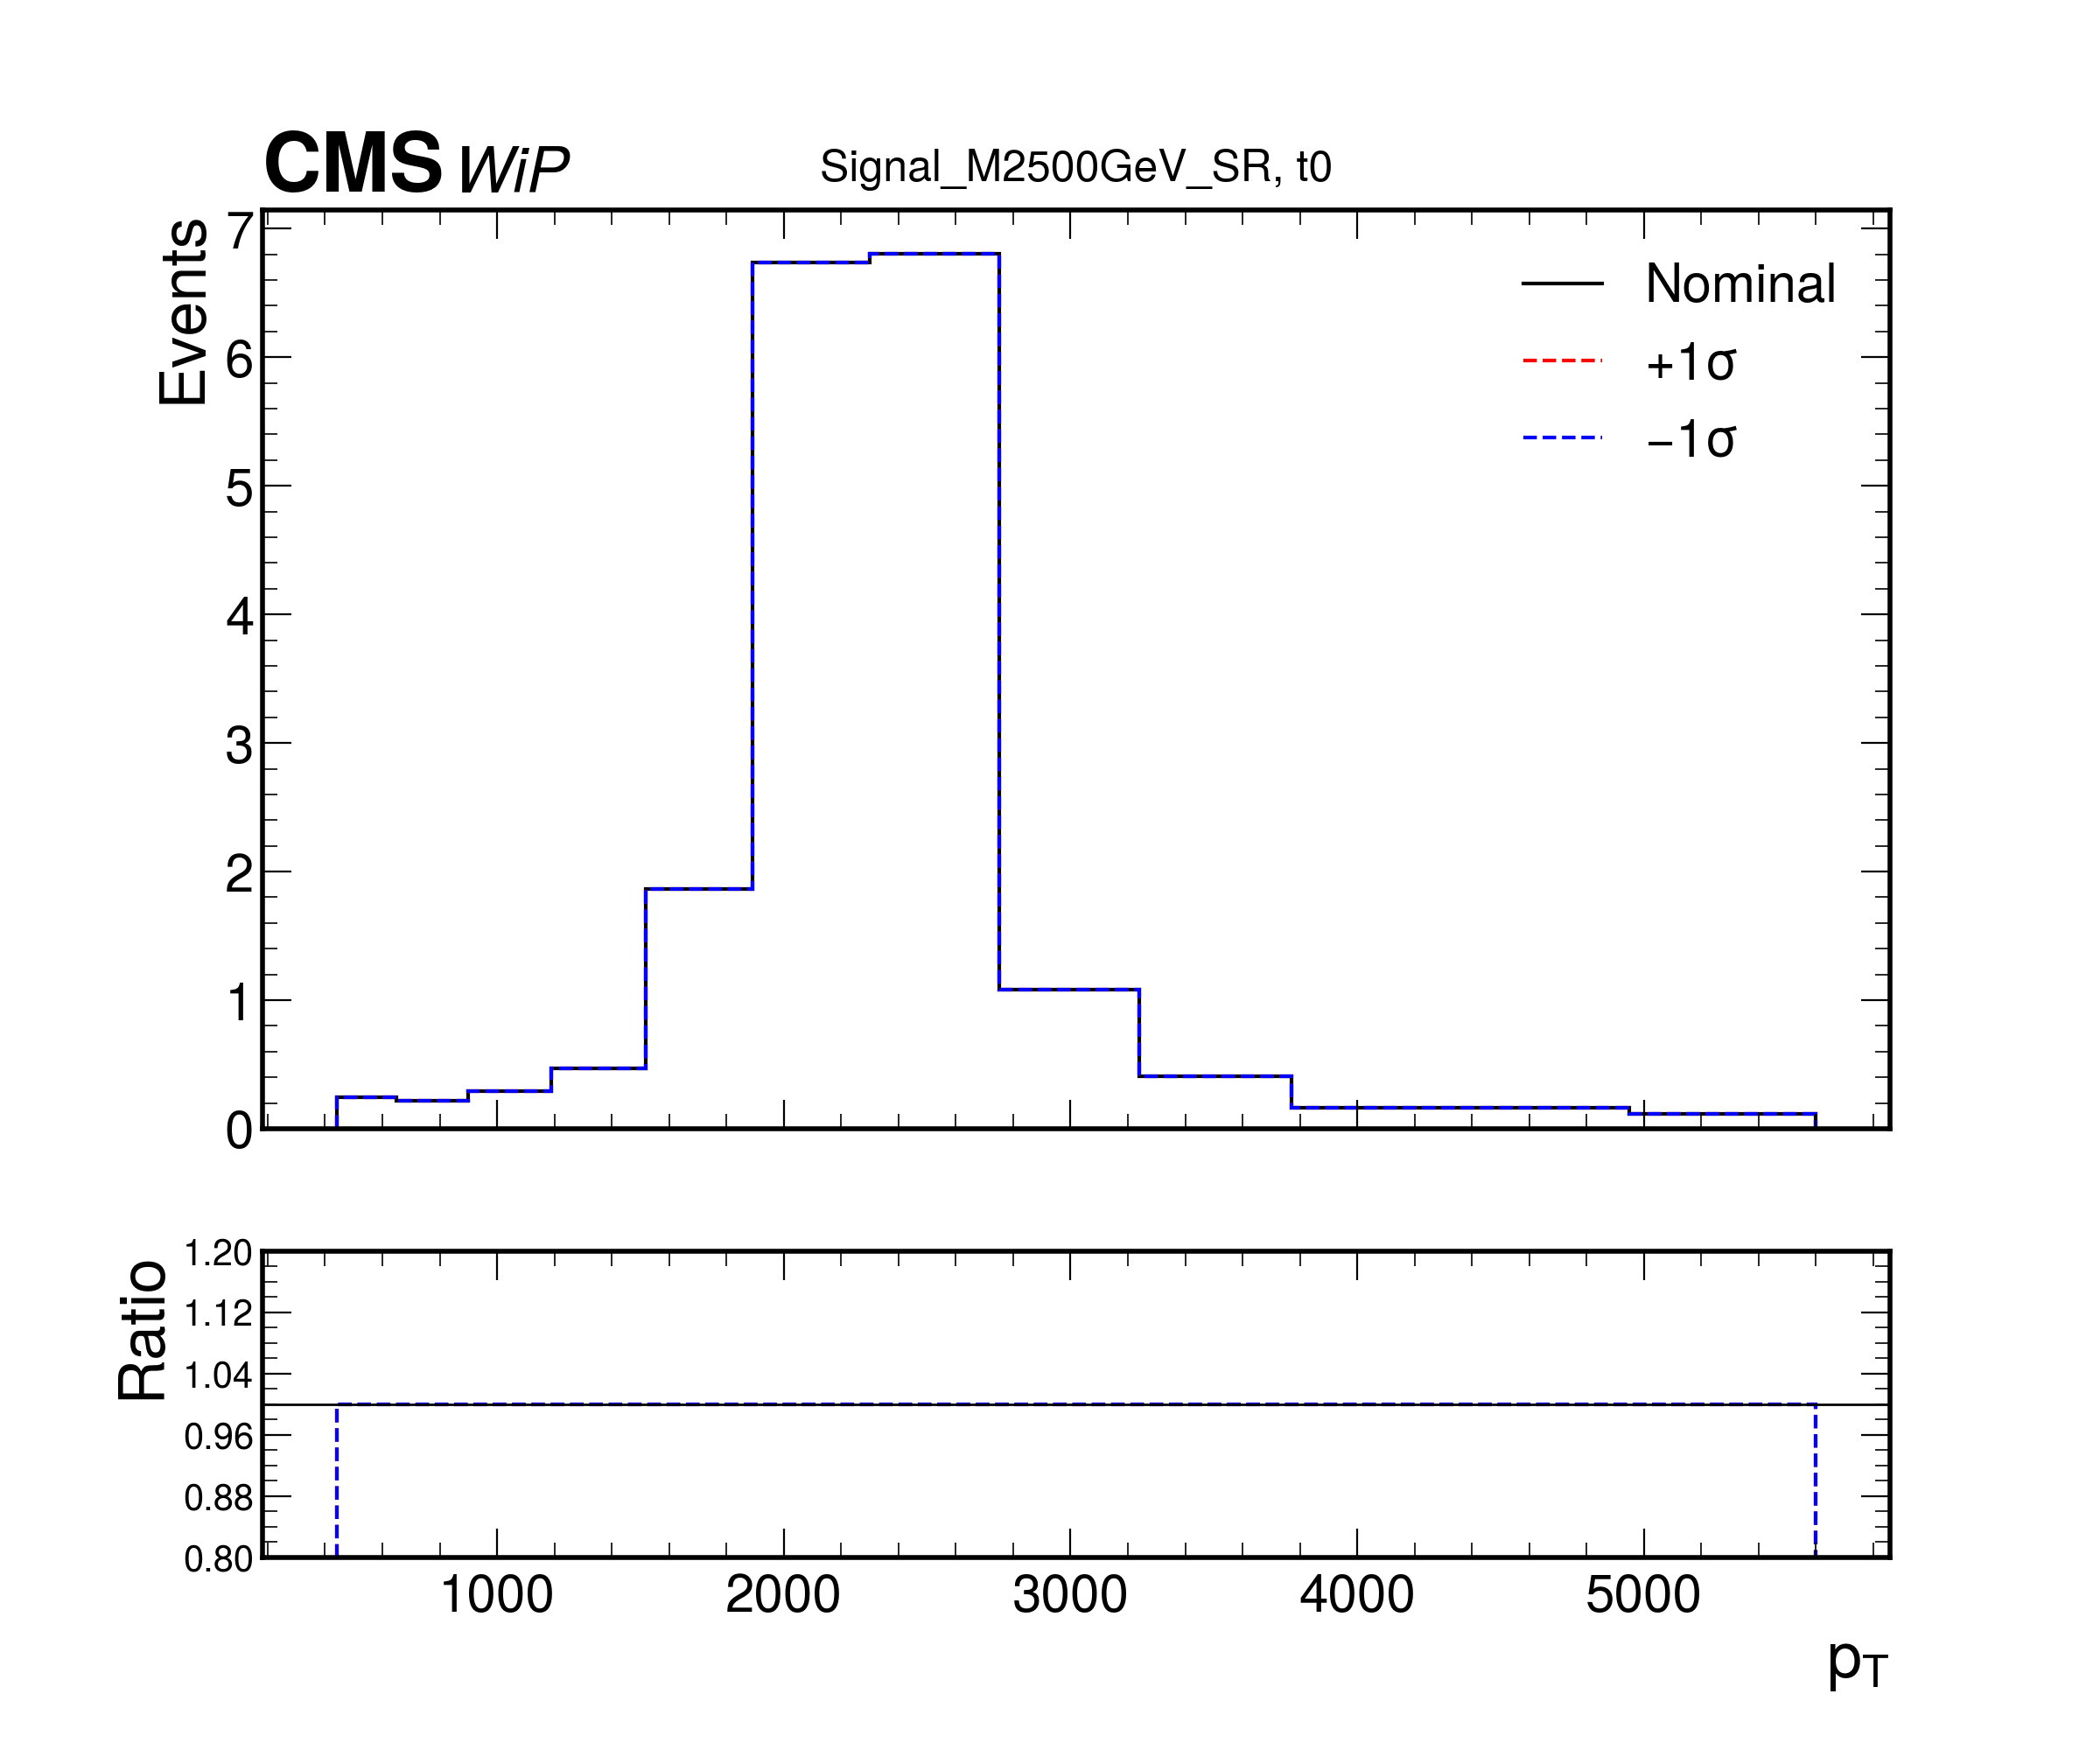 CMS WiP
Signal_M2500GeV_SR, t0
Events
7
6
5
4
3
2
1
0
Nominal
+1σ
−1σ
Ratio
1.20
1.12
1.04
0.96
0.88
0.80
1000 2000 3000 4000 5000
pT